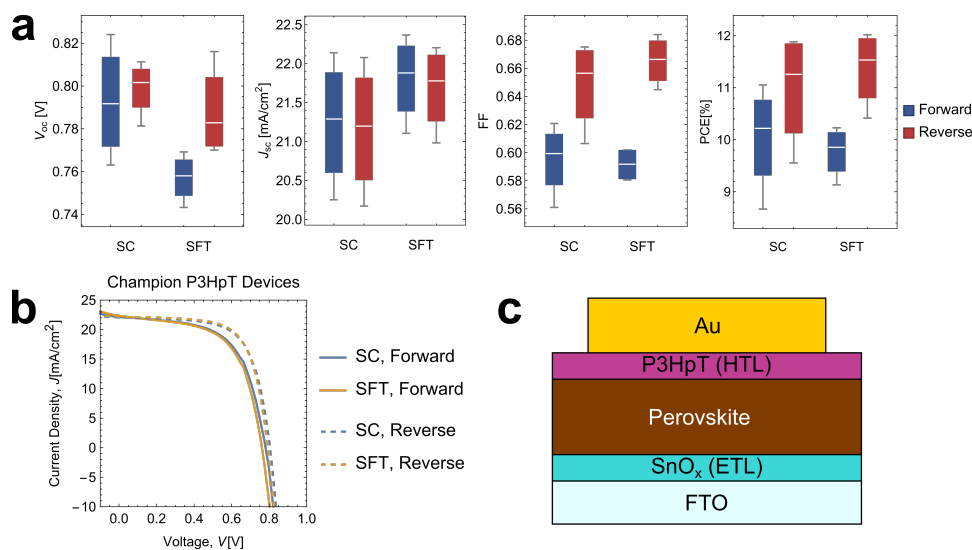 a
0.82
0.80
0.78
0.76
0.74
Voc [V]
SC
SFT
22.5
22.0
21.5
21.0
20.5
20.0
Jsc [mA/cm²]
SC
SFT
0.68
0.66
0.64
0.62
0.60
0.58
0.56
FF
SC
SFT
12
11
10
9
PCE[%]
SC
SFT
Forward
Reverse
b
Champion P3HpT Devices
25
20
15
10
5
0
−5
−10
Current Density, J[mA/cm²]
0.0
0.2
0.4
0.6
0.8
1.0
Voltage, V[V]
SC, Forward
SFT, Forward
SC, Reverse
SFT, Reverse
c
Au
P3HpT (HTL)
Perovskite
SnOₓ (ETL)
FTO